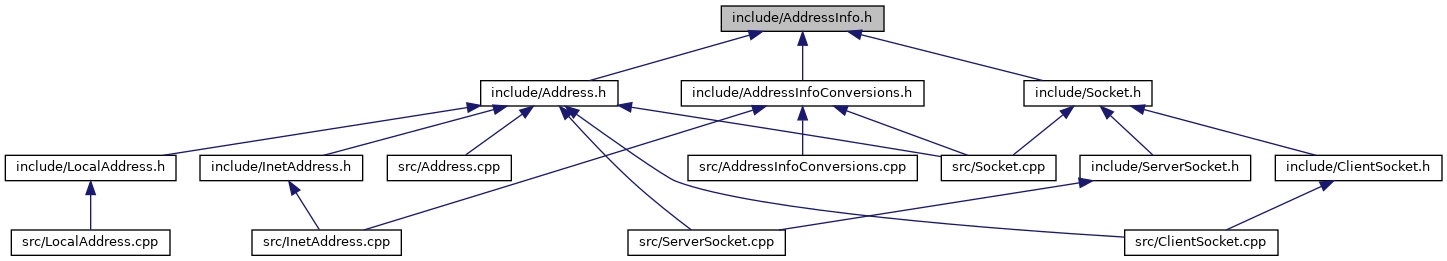 include/AddressInfo.h
include/Address.h
include/AddressInfoConversions.h
include/Socket.h
include/LocalAddress.h
include/InetAddress.h
src/Address.cpp
src/AddressInfoConversions.cpp
src/Socket.cpp
include/ServerSocket.h
include/ClientSocket.h
src/LocalAddress.cpp
src/InetAddress.cpp
src/ServerSocket.cpp
src/ClientSocket.cpp